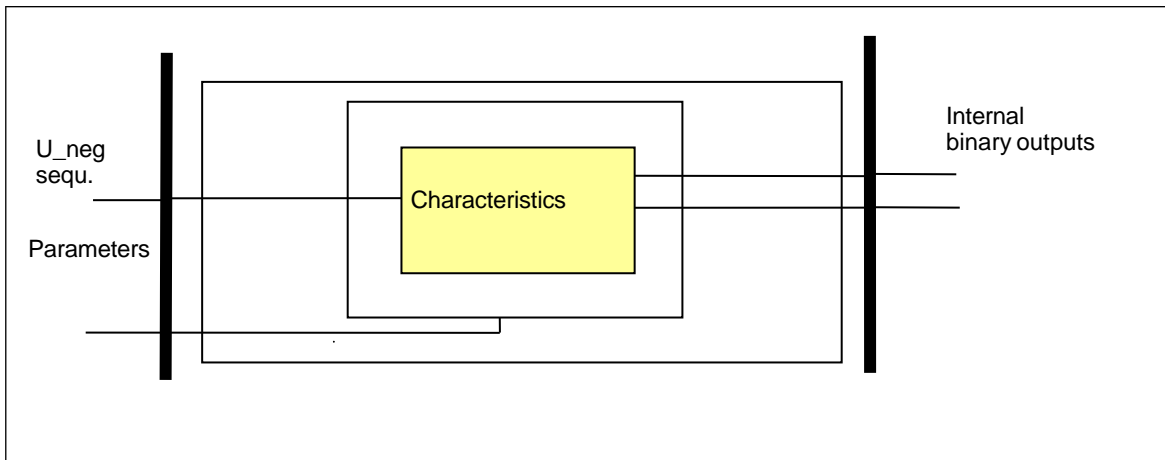 U_neg
sequ.
Parameters
Characteristics
Internal
binary outputs